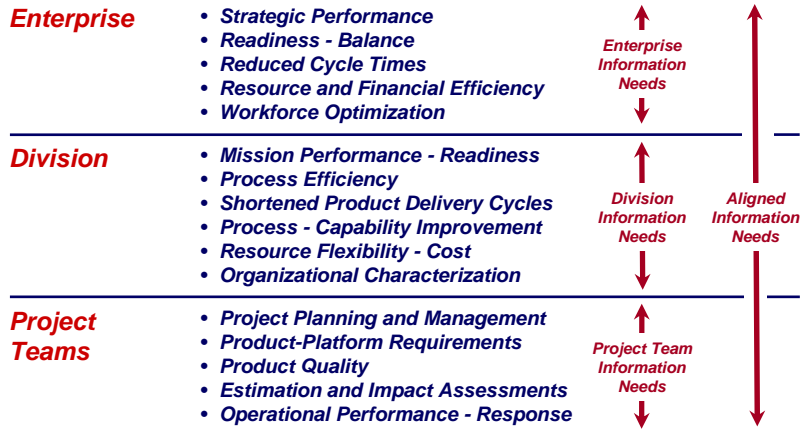 Enterprise
• Strategic Performance
• Readiness - Balance
• Reduced Cycle Times
• Resource and Financial Efficiency
• Workforce Optimization
Enterprise
Information
Needs
Division
• Mission Performance - Readiness
• Process Efficiency
• Shortened Product Delivery Cycles
• Process - Capability Improvement
• Resource Flexibility - Cost
• Organizational Characterization
Division
Information
Needs
Aligned
Information
Needs
Project
Teams
• Project Planning and Management
• Product-Platform Requirements
• Product Quality
• Estimation and Impact Assessments
• Operational Performance - Response
Project Team
Information
Needs